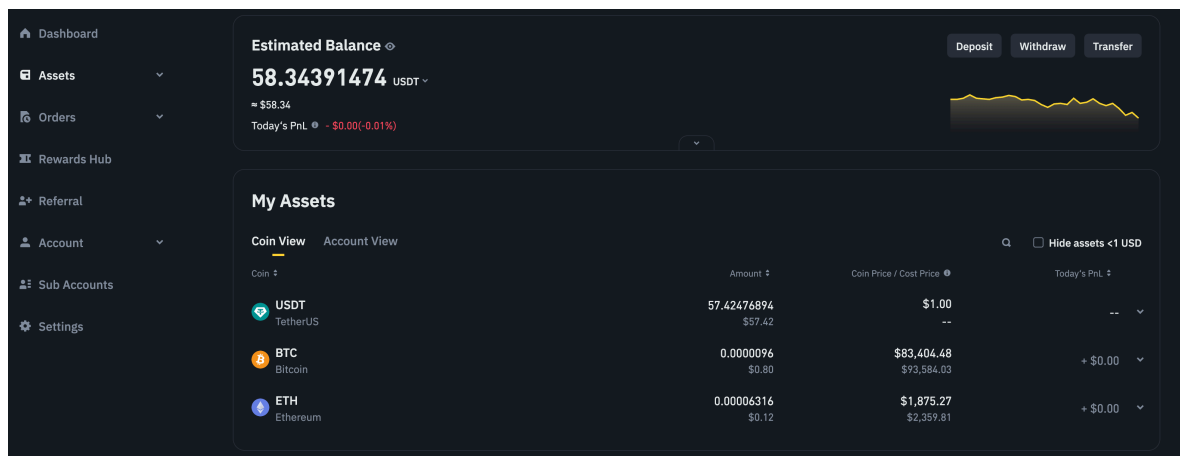 Dashboard
Assets
Orders
Rewards Hub
Referral
Account
Sub Accounts
Settings
Estimated Balance
58.34391474 USDT
≈ $58.34
Today's PnL - $0.00(-0.01%)
Deposit Withdraw Transfer
My Assets
Coin View Account View
Hide assets <1 USD
Coin Amount Coin Price / Cost Price Today's PnL
USDT 57.42476894 $1.00 --
TetherUS $57.42 --
BTC 0.0000096 $83,404.48 + $0.00
Bitcoin $0.80 $93,584.03
ETH 0.00006316 $1,875.27 + $0.00
Ethereum $0.12 $2,359.81